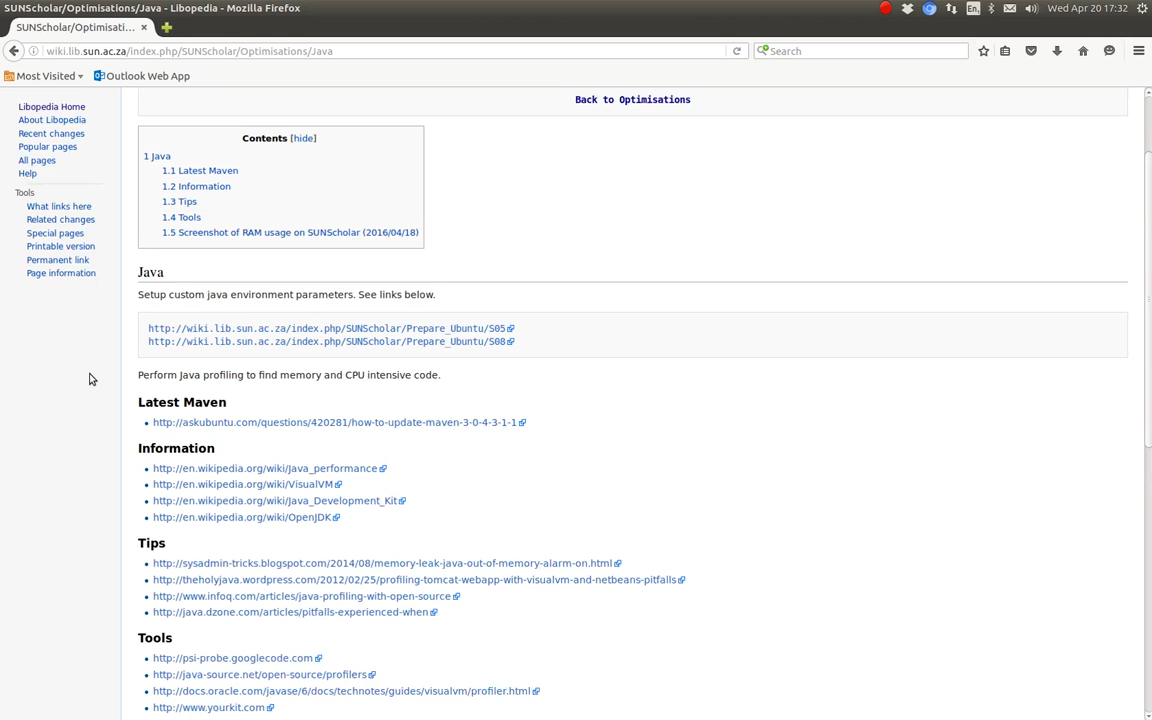 SUNScholar/Optimisations/Java - Libopedia - Mozilla Firefox
En
Wed Apr 20 17:32
SUNScholar/Optimisati...
wiki.lib.sun.ac.za/index.php/SUNScholar/Optimisations/Java
Search
Most Visited
Outlook Web App
Libopedia Home
About Libopedia
Recent changes
Popular pages
All pages
Help
Tools
What links here
Related changes
Special pages
Printable version
Permanent link
Page information
Back to Optimisations
Contents [hide]
1 Java
1.1 Latest Maven
1.2 Information
1.3 Tips
1.4 Tools
1.5 Screenshot of RAM usage on SUNScholar (2016/04/18)
Java
Setup custom java environment parameters. See links below.
http://wiki.lib.sun.ac.za/index.php/SUNScholar/Prepare_Ubuntu/S05
http://wiki.lib.sun.ac.za/index.php/SUNScholar/Prepare_Ubuntu/S08
Perform Java profiling to find memory and CPU intensive code.
Latest Maven
http://askubuntu.com/questions/420281/how-to-update-maven-3-0-4-3-1-1
Information
http://en.wikipedia.org/wiki/Java_performance
http://en.wikipedia.org/wiki/VisualVM
http://en.wikipedia.org/wiki/Java_Development_Kit
http://en.wikipedia.org/wiki/OpenJDK
Tips
http://sysadmin-tricks.blogspot.com/2014/08/memory-leak-java-out-of-memory-alarm-on.html
http://theholyjava.wordpress.com/2012/02/25/profiling-tomcat-webapp-with-visualvm-and-netbeans-pitfalls
http://www.infoq.com/articles/java-profiling-with-open-source
http://java.dzone.com/articles/pitfalls-experienced-when
Tools
http://psi-probe.googlecode.com
http://java-source.net/open-source/profilers
http://docs.oracle.com/javase/6/docs/technotes/guides/visualvm/profiler.html
http://www.yourkit.com